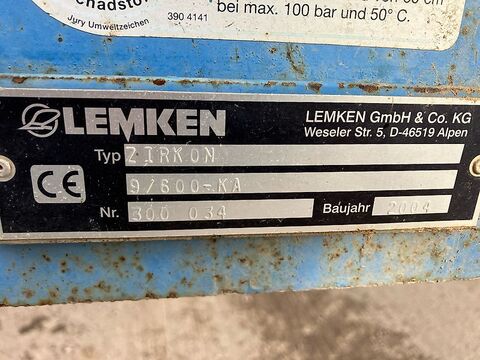 chadstof
Jury Umweltzeichen
390 4141
bei max. 100 bar und 50° C.
LEMKEN
LEMKEN GmbH & Co. KG
Weseler Str. 5, D-46519 Alpen
Typ ZIRKON
9/600-KA
CE
Nr. 300 034
Baujahr 2004